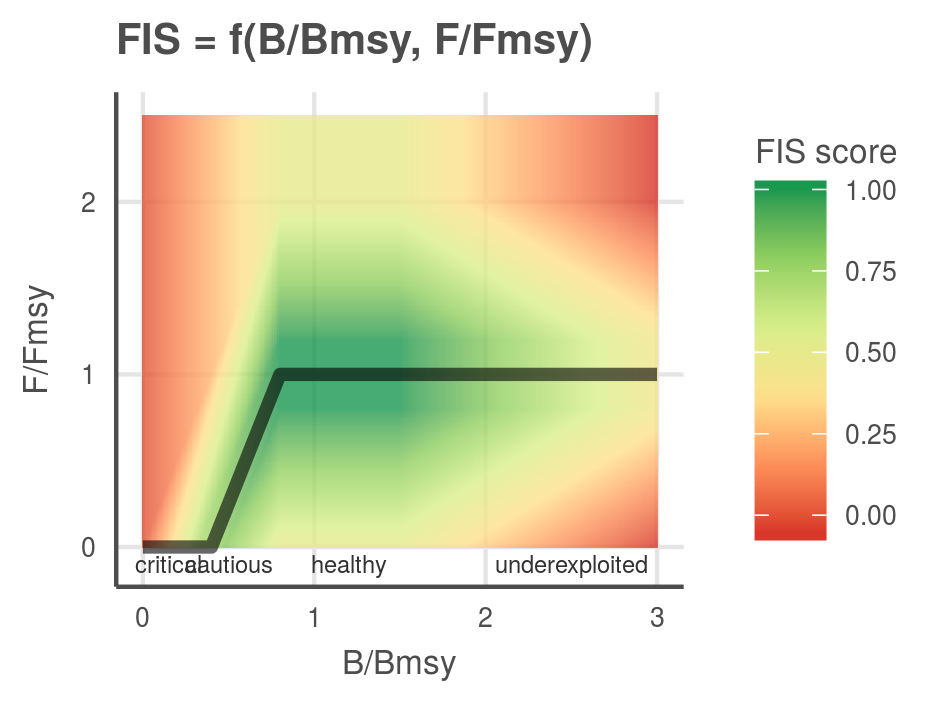 FIS = f(B/Bmsy, F/Fmsy)
FIS score
1.00
0.75
0.50
0.25
0.00
F/Fmsy
2
1
0
critical cautious healthy underexploited
0 1 2 3
B/Bmsy